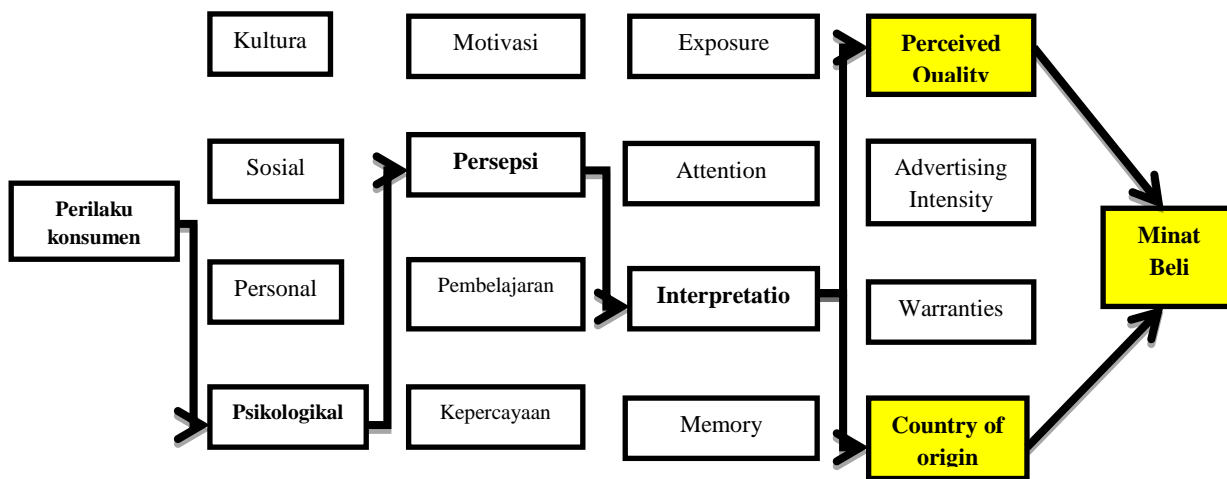 Kultura
Motivasi
Exposure
Perceived
Quality
Sosial
Persepsi
Attention
Advertising
Intensity
Perilaku
konsumen
Minat
Beli
Personal
Pembelajaran
Interpretatio
Warranties
Psikologikal
Kepercayaan
Memory
Country of
origin